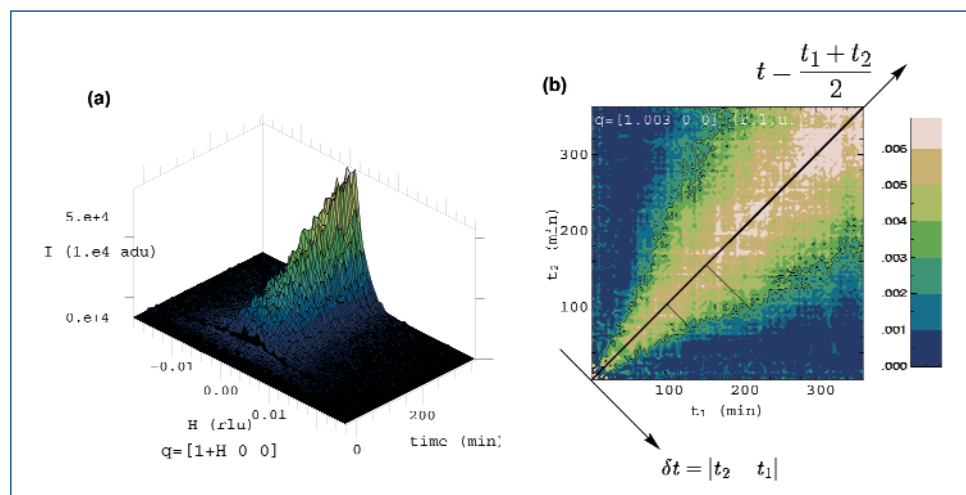 (a)
5.e+4
I (1.e4 adu)
0.e+4
-0.01
0.00
0.01
H (rlu)
q=[1+H 0 0]
0
200
time (min)
(b)
t - (t₁ + t₂)/2
q=[1.003 0 0] (r.l.u.)
300
200
100
t₂ (min)
100
200
300
t₁ (min)
.006
.005
.004
.003
.002
.001
.000
δt = |t₂ t₁|